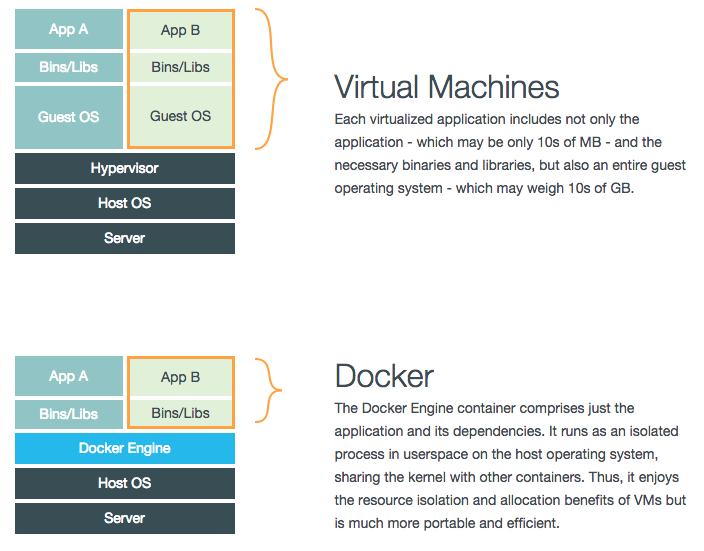 App A App B
Bins/Libs Bins/Libs
Guest OS Guest OS
Hypervisor
Host OS
Server
Virtual Machines
Each virtualized application includes not only the
application - which may be only 10s of MB - and the
necessary binaries and libraries, but also an entire guest
operating system - which may weigh 10s of GB.
App A App B
Bins/Libs Bins/Libs
Docker Engine
Host OS
Server
Docker
The Docker Engine container comprises just the
application and its dependencies. It runs as an isolated
process in userspace on the host operating system,
sharing the kernel with other containers. Thus, it enjoys
the resource isolation and allocation benefits of VMs but
is much more portable and efficient.